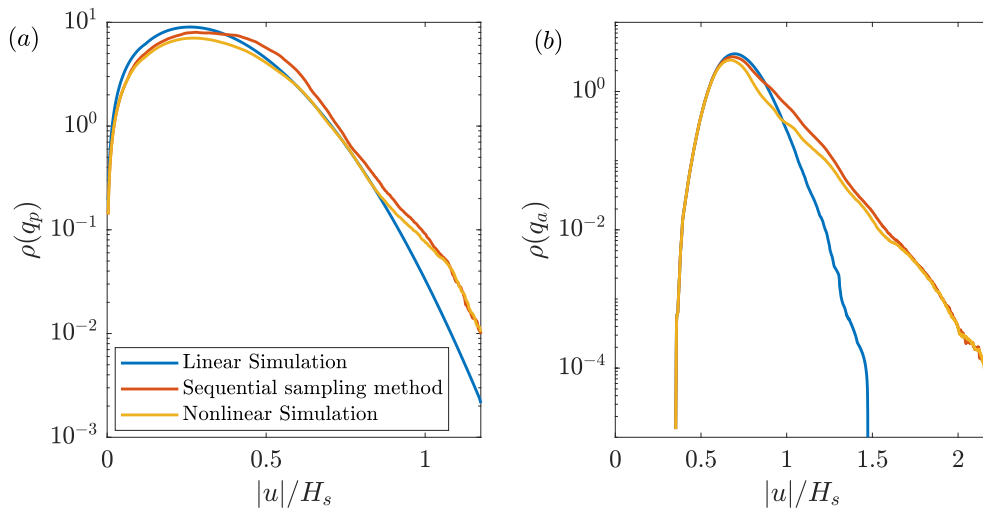 (a)
10^1
10^0
10^{-1}
10^{-2}
10^{-3}
ρ(q_p)
Linear Simulation
Sequential sampling method
Nonlinear Simulation
0 0.5 1
|u|/H_s
(b)
10^0
10^{-2}
10^{-4}
ρ(q_a)
0 0.5 1 1.5 2
|u|/H_s